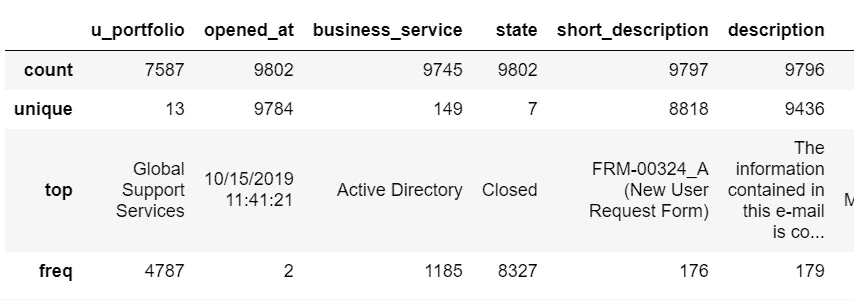 u_portfolio opened_at business_service state short_description description
count 7587 9802 9745 9802 9797 9796
unique 13 9784 149 7 8818 9436
top Global Support Services 10/15/2019 11:41:21 Active Directory Closed FRM-00324_A (New User Request Form) The information contained in this e-mail is co... M
freq 4787 2 1185 8327 176 179